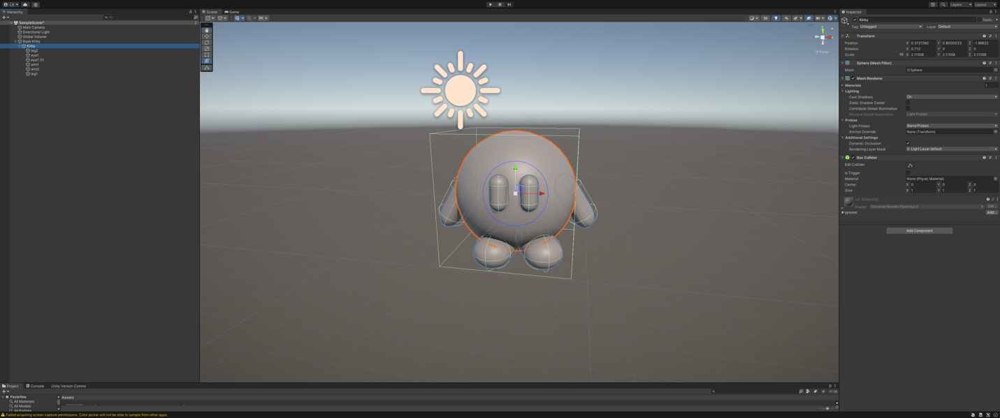 LA
Layers
Layout
Hierarchy
All
SampleScene*
Main Camera
Directional Light
Global Volume
Base Kirby
Kirby
leg2
eye1
eye1 (1)
arm1
arm2
leg1
Scene
Game
y
Persp
Inspector
Kirby
Static
Tag Untagged
Layer Default
Transform
Position X 0.3131592 Y 0.8000033 Z -1.96632
Rotation X 0.712 Y 0 Z 0
Scale X 2.11558 Y 2.11558 Z 2.11558
Sphere (Mesh Filter)
Mesh Sphere
Mesh Renderer
Materials 1
Lighting
Cast Shadows On
Static Shadow Caster
Contribute Global Illumination
Receive Global Illumination Light Probes
Probes
Light Probes Blend Probes
Anchor Override None (Transform)
Additional Settings
Dynamic Occlusion
Rendering Layer Mask 0: Light Layer default
Box Collider
Edit Collider
Is Trigger
Material None (Physic Material)
Center X 0 Y 0 Z 0
Size X 1 Y 1 Z 1
Lit (Material)
Shader Universal Render Pipeline/Lit Edit...
Ignored Add...
Add Component
Project
Console
Unity Version Control
Favorites
All Materials
All Models
All Prefabs
Assets
Failed acquiring screen capture permissions. Color picker will not be able to sample from other apps.